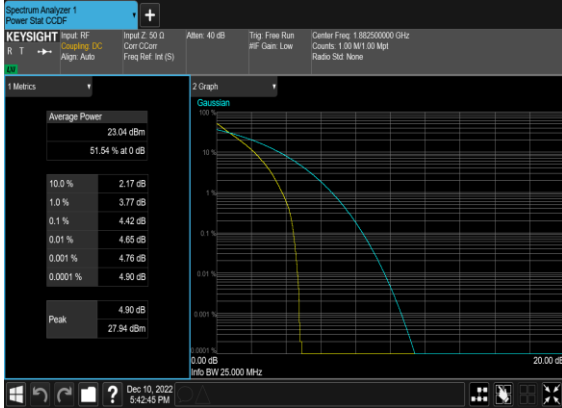 Spectrum Analyzer 1
Power Stat CCDF
KEYSIGHT
R T
Input: RF
Coupling: DC
Align: Auto
Input Z: 50 Ω
Corr CCorr
Freq Ref: Int (S)
Atten: 40 dB
Trig: Free Run
#IF Gain: Low
Center Freq: 1.882500000 GHz
Counts: 1.00 M/1.00 Mpt
Radio Std: None
1 Metrics
Average Power
23.04 dBm
51.54 % at 0 dB
10.0 % 2.17 dB
1.0 % 3.77 dB
0.1 % 4.42 dB
0.01 % 4.65 dB
0.001 % 4.76 dB
0.0001 % 4.90 dB
Peak
4.90 dB
27.94 dBm
2 Graph
Gaussian
100 %
10 %
1 %
0.1 %
0.01 %
0.001 %
0.0001 %
0.00 dB 20.00 dB
Info BW 25.000 MHz
?
Dec 10, 2022
5:42:45 PM